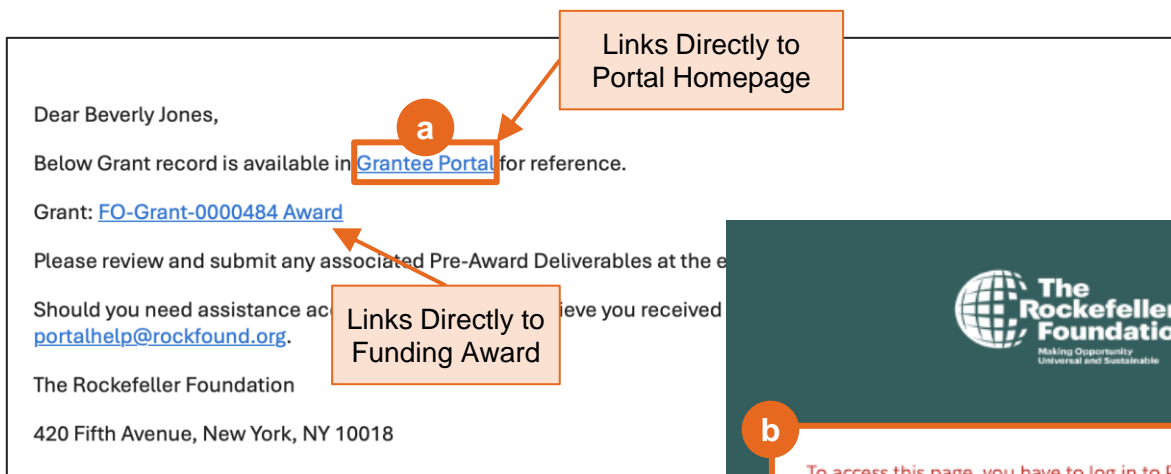 Links Directly to
Portal Homepage
Dear Beverly Jones,
a
Below Grant record is available in Grantee Portal for reference.
Grant: FO-Grant-0000484 Award
Please review and submit any associated Pre-Award Deliverables at the
Should you need assistance you received
Links Directly to
Funding Award
portalhelp@rockfound.org.
The Rockefeller Foundation
420 Fifth Avenue, New York, NY 10018
The
Rockefeller
Making Opportunity
Universal and Sustainable
b
To access this page, you have to log in to